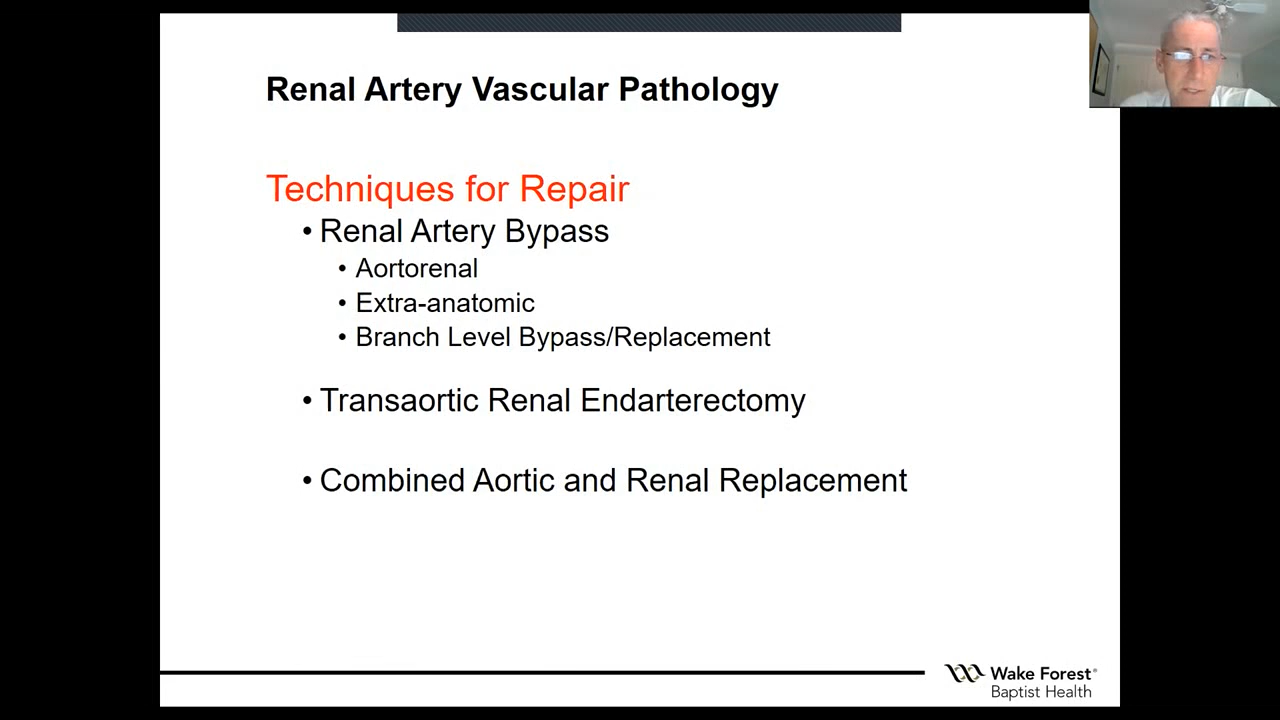 Renal Artery Vascular Pathology
Techniques for Repair
• Renal Artery Bypass
• Aortorenal
• Extra-anatomic
• Branch Level Bypass/Replacement
• Transaortic Renal Endarterectomy
• Combined Aortic and Renal Replacement
Wake Forest®
Baptist Health